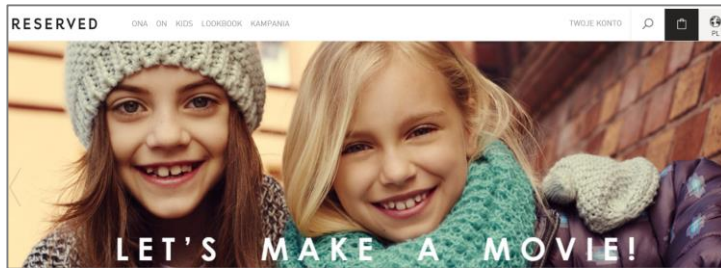 RESERVED ONA ON KIDS LOOKBOOK KAMPANIA TWOJE KONTO
PL
LET'S MAKE A MOVIE!